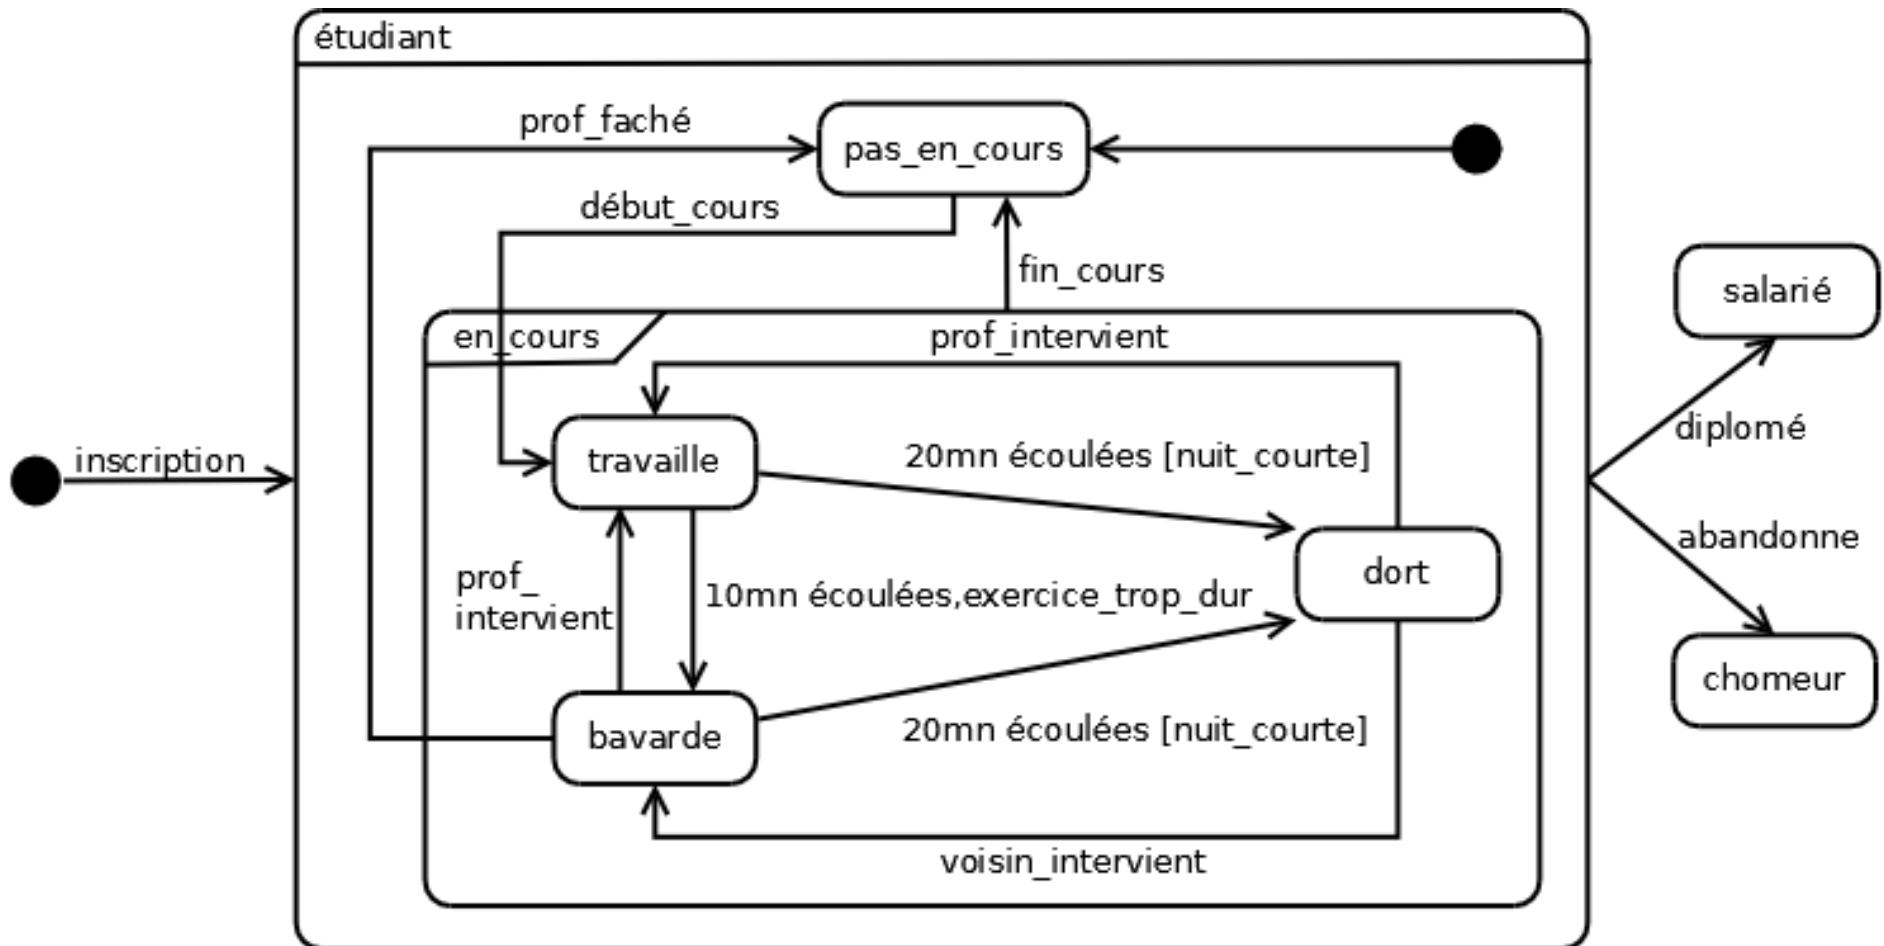 étudiant
prof_faché
pas_en_cours
début_cours
fin_cours
salarié
en_cours
prof_intervient
diplomé
inscription
travaille
20mn écoulées [nuit_courte]
abandonne
dort
prof_
intervient
10mn écoulées,exercice_trop_dur
chomeur
bavarde
20mn écoulées [nuit_courte]
voisin_intervient